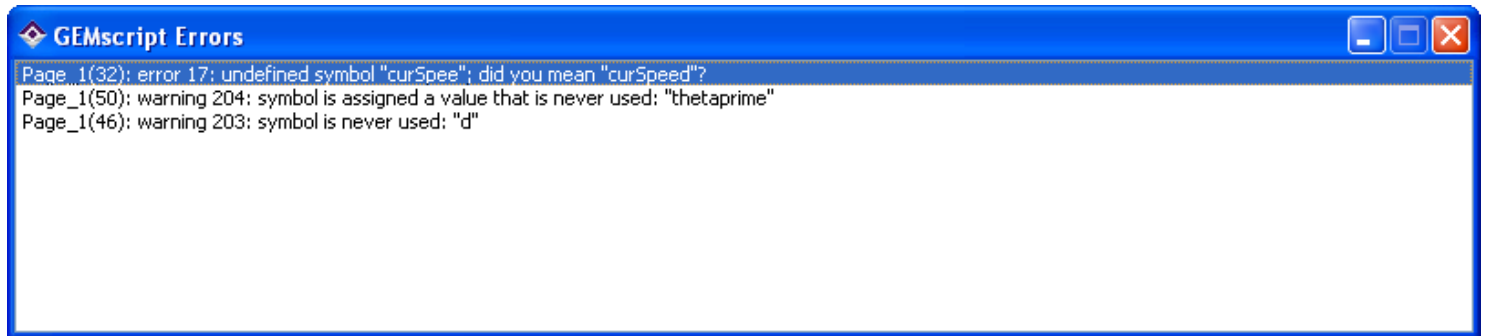 GEMscript Errors
Page_1(32): error 17: undefined symbol "curSpee"; did you mean "curSpeed"?
Page_1(50): warning 204: symbol is assigned a value that is never used: "thetaprime"
Page_1(46): warning 203: symbol is never used: "d"